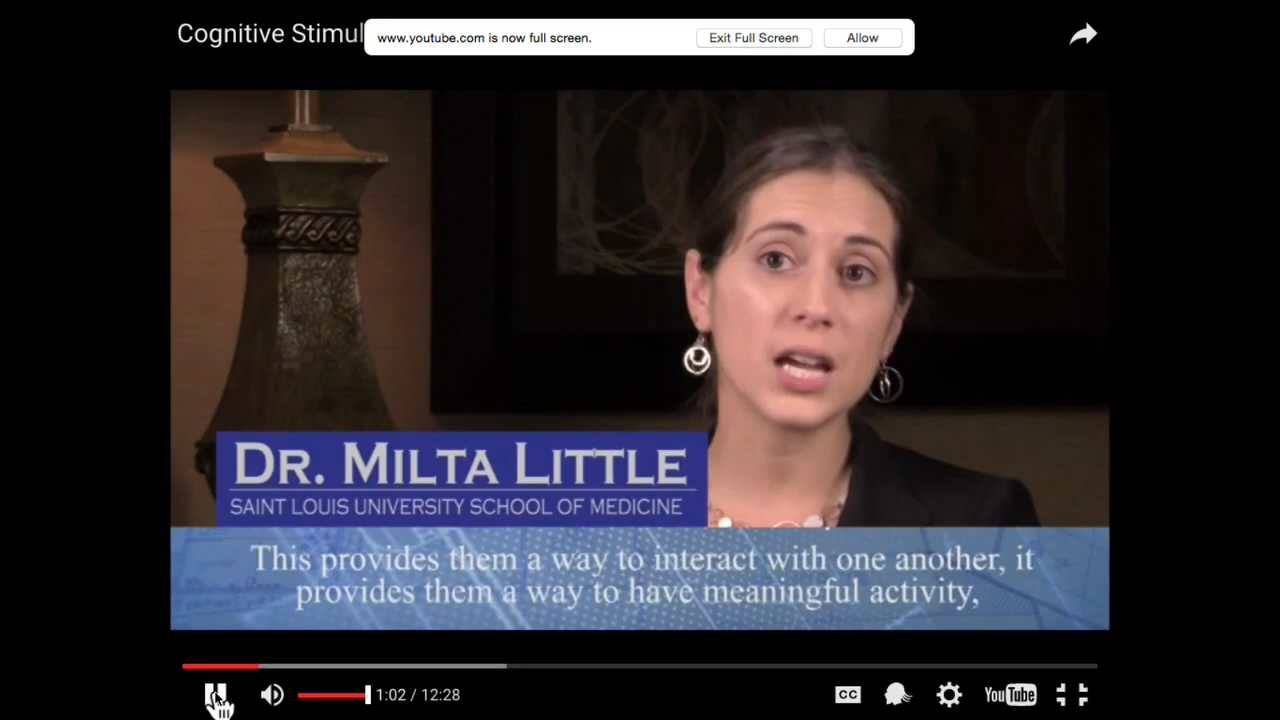 Cognitive Stimul
www.youtube.com is now full screen.
Exit Full Screen
Allow
DR. MILTA LITTLE
SAINT LOUIS UNIVERSITY SCHOOL OF MEDICINE
This provides them a way to interact with one another, it
provides them a way to have meaningful activity,
1:02 / 12:28
CC
YouTube